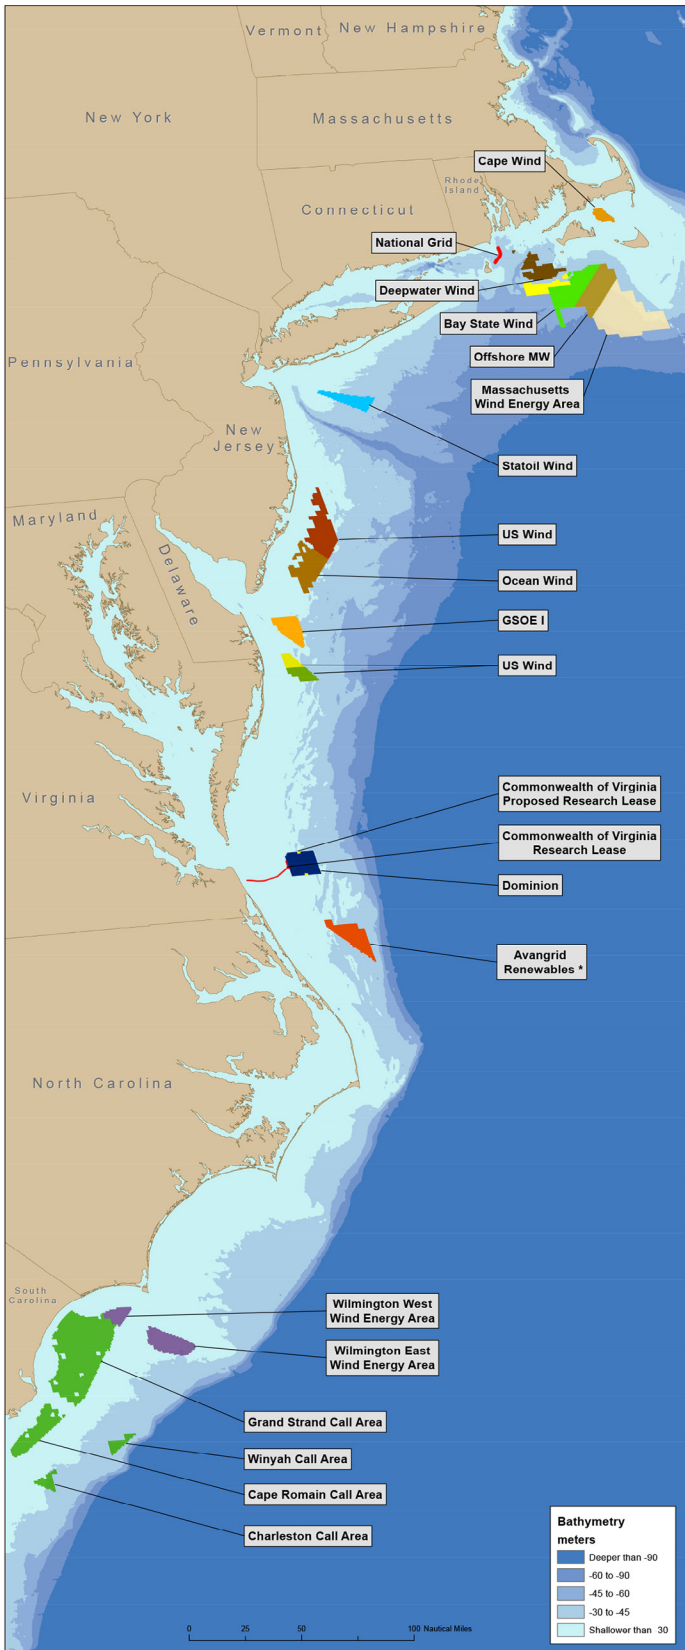 Vermont
New Hampshire
New York
Massachusetts
Cape Wind
Rhode
Island
Connecticut
National Grid
Deepwater Wind
Bay State Wind
Offshore MW
Pennsylvania
Massachusetts
Wind Energy Area
New
Jersey
Statoil Wind
Maryland
US Wind
Delaware
Ocean Wind
GSOE I
US Wind
Commonwealth of Virginia
Proposed Research Lease
Virginia
Commonwealth of Virginia
Research Lease
Dominion
Avangrid
Renewables *
North Carolina
South
Carolina
Wilmington West
Wind Energy Area
Wilmington East
Wind Energy Area
Grand Strand Call Area
Winyah Call Area
Cape Romain Call Area
Charleston Call Area
Bathymetry
meters
Deeper than -90
-60 to -90
-45 to -60
-30 to -45
Shallower than 30
0 25 50 100 Nautical Miles